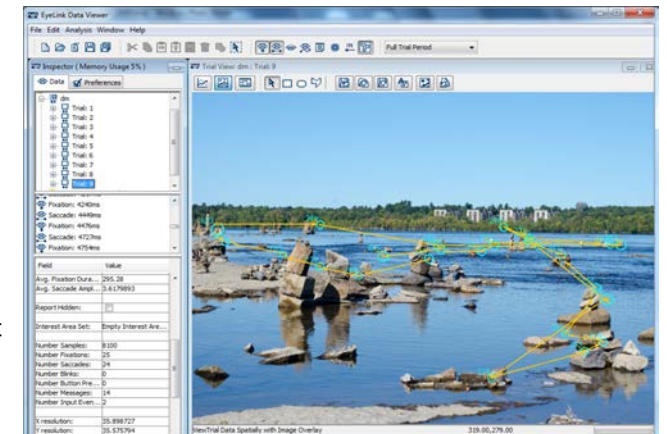 EyeLink Data Viewer
File Edit Analysis Window Help
Full Trial Period
Inspector ( Memory Usage 5% )
Data Preferences
dm
Trial: 1
Trial: 2
Trial: 3
Trial: 4
Trial: 5
Trial: 6
Trial: 7
Trial: 8
Trial: 9
Fixation: 4240ms
Saccade: 4449ms
Fixation: 4476ms
Saccade: 4727ms
Fixation: 4754ms
Field Value
Avg. Fixation Dura... 295.28
Avg. Saccade Ampl... 3.6179893
Report Hidden:
Interest Area Set: Empty Interest Are...
Number Samples: 8100
Number Fixations: 25
Number Saccades: 24
Number Blinks: 0
Number Button Pre... 0
Number Messages: 14
Number Input Even... 2
X resolution: 35.898727
Y resolution: 35.575794
Trial View: dm : Trial: 9
View Trial Data Spatially with Image Overlay 319.00,279.00